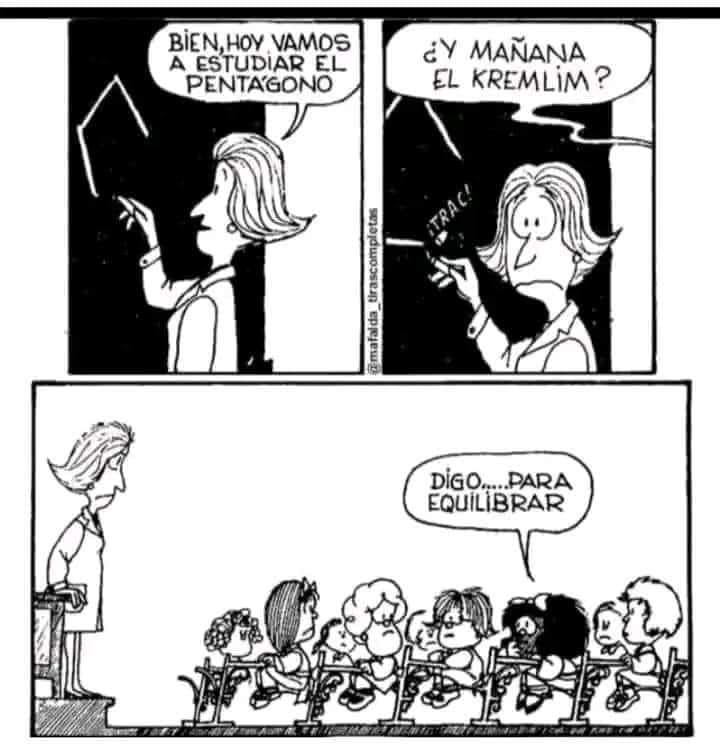 BIEN, HOY VAMOS
A ESTUDIAR EL
PENTÁGONO
¿Y MAÑANA
EL KREMLIM?
¡TRAC!
@mafalda_tirascompletas
DIGO.....PARA
EQUILIBRAR